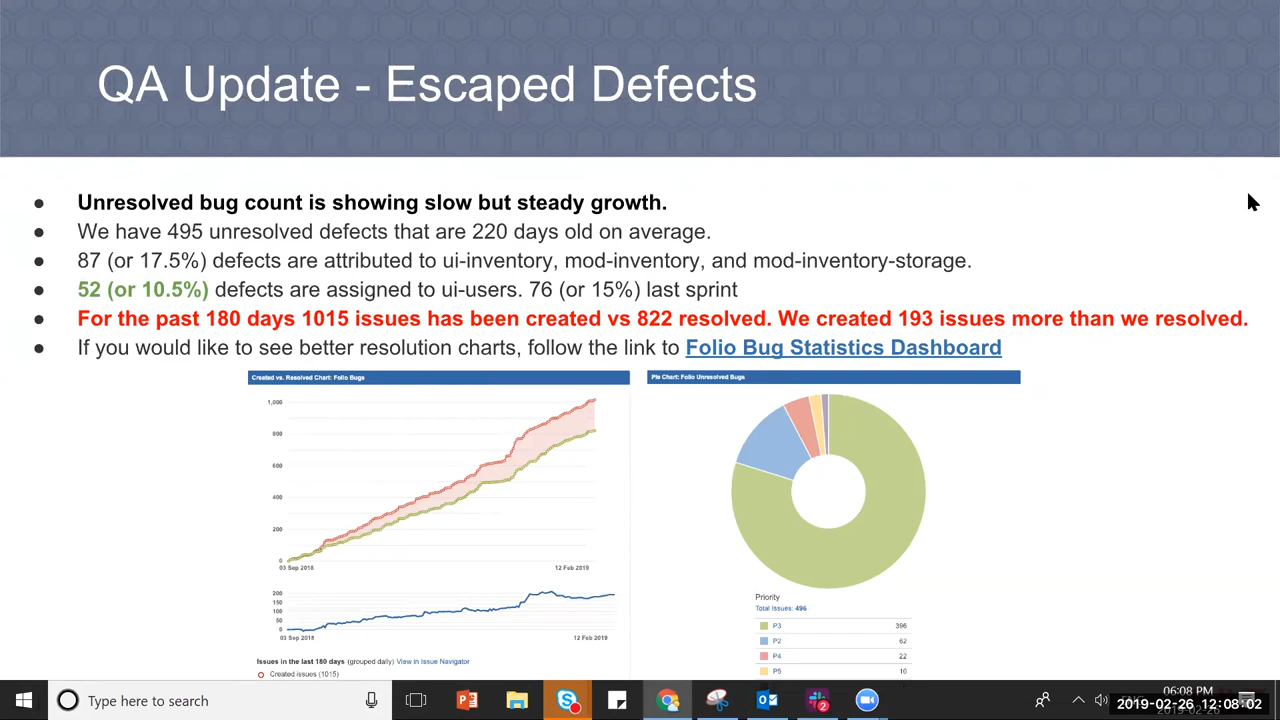 QA Update - Escaped Defects
● Unresolved bug count is showing slow but steady growth.
● We have 495 unresolved defects that are 220 days old on average.
● 87 (or 17.5%) defects are attributed to ui-inventory, mod-inventory, and mod-inventory-storage.
● 52 (or 10.5%) defects are assigned to ui-users. 76 (or 15%) last sprint
● For the past 180 days 1015 issues has been created vs 822 resolved. We created 193 issues more than we resolved.
● If you would like to see better resolution charts, follow the link to Folio Bug Statistics Dashboard
Created vs. Resolved Chart: Folio Bugs
1,000
800
600
400
200
0
03 Sep 2018 12 Feb 2019
200
150
100
50
0
03 Sep 2018 12 Feb 2019
Issues in the last 180 days (grouped daily) View in Issue Navigator
Created issues (1015)
Pie Chart: Folio Unresolved Bugs
Priority
Total Issues: 496
P3 396
P2 62
P4 22
P5 10
Type here to search
2
06:08 PM
2019-02-26 12:08:02